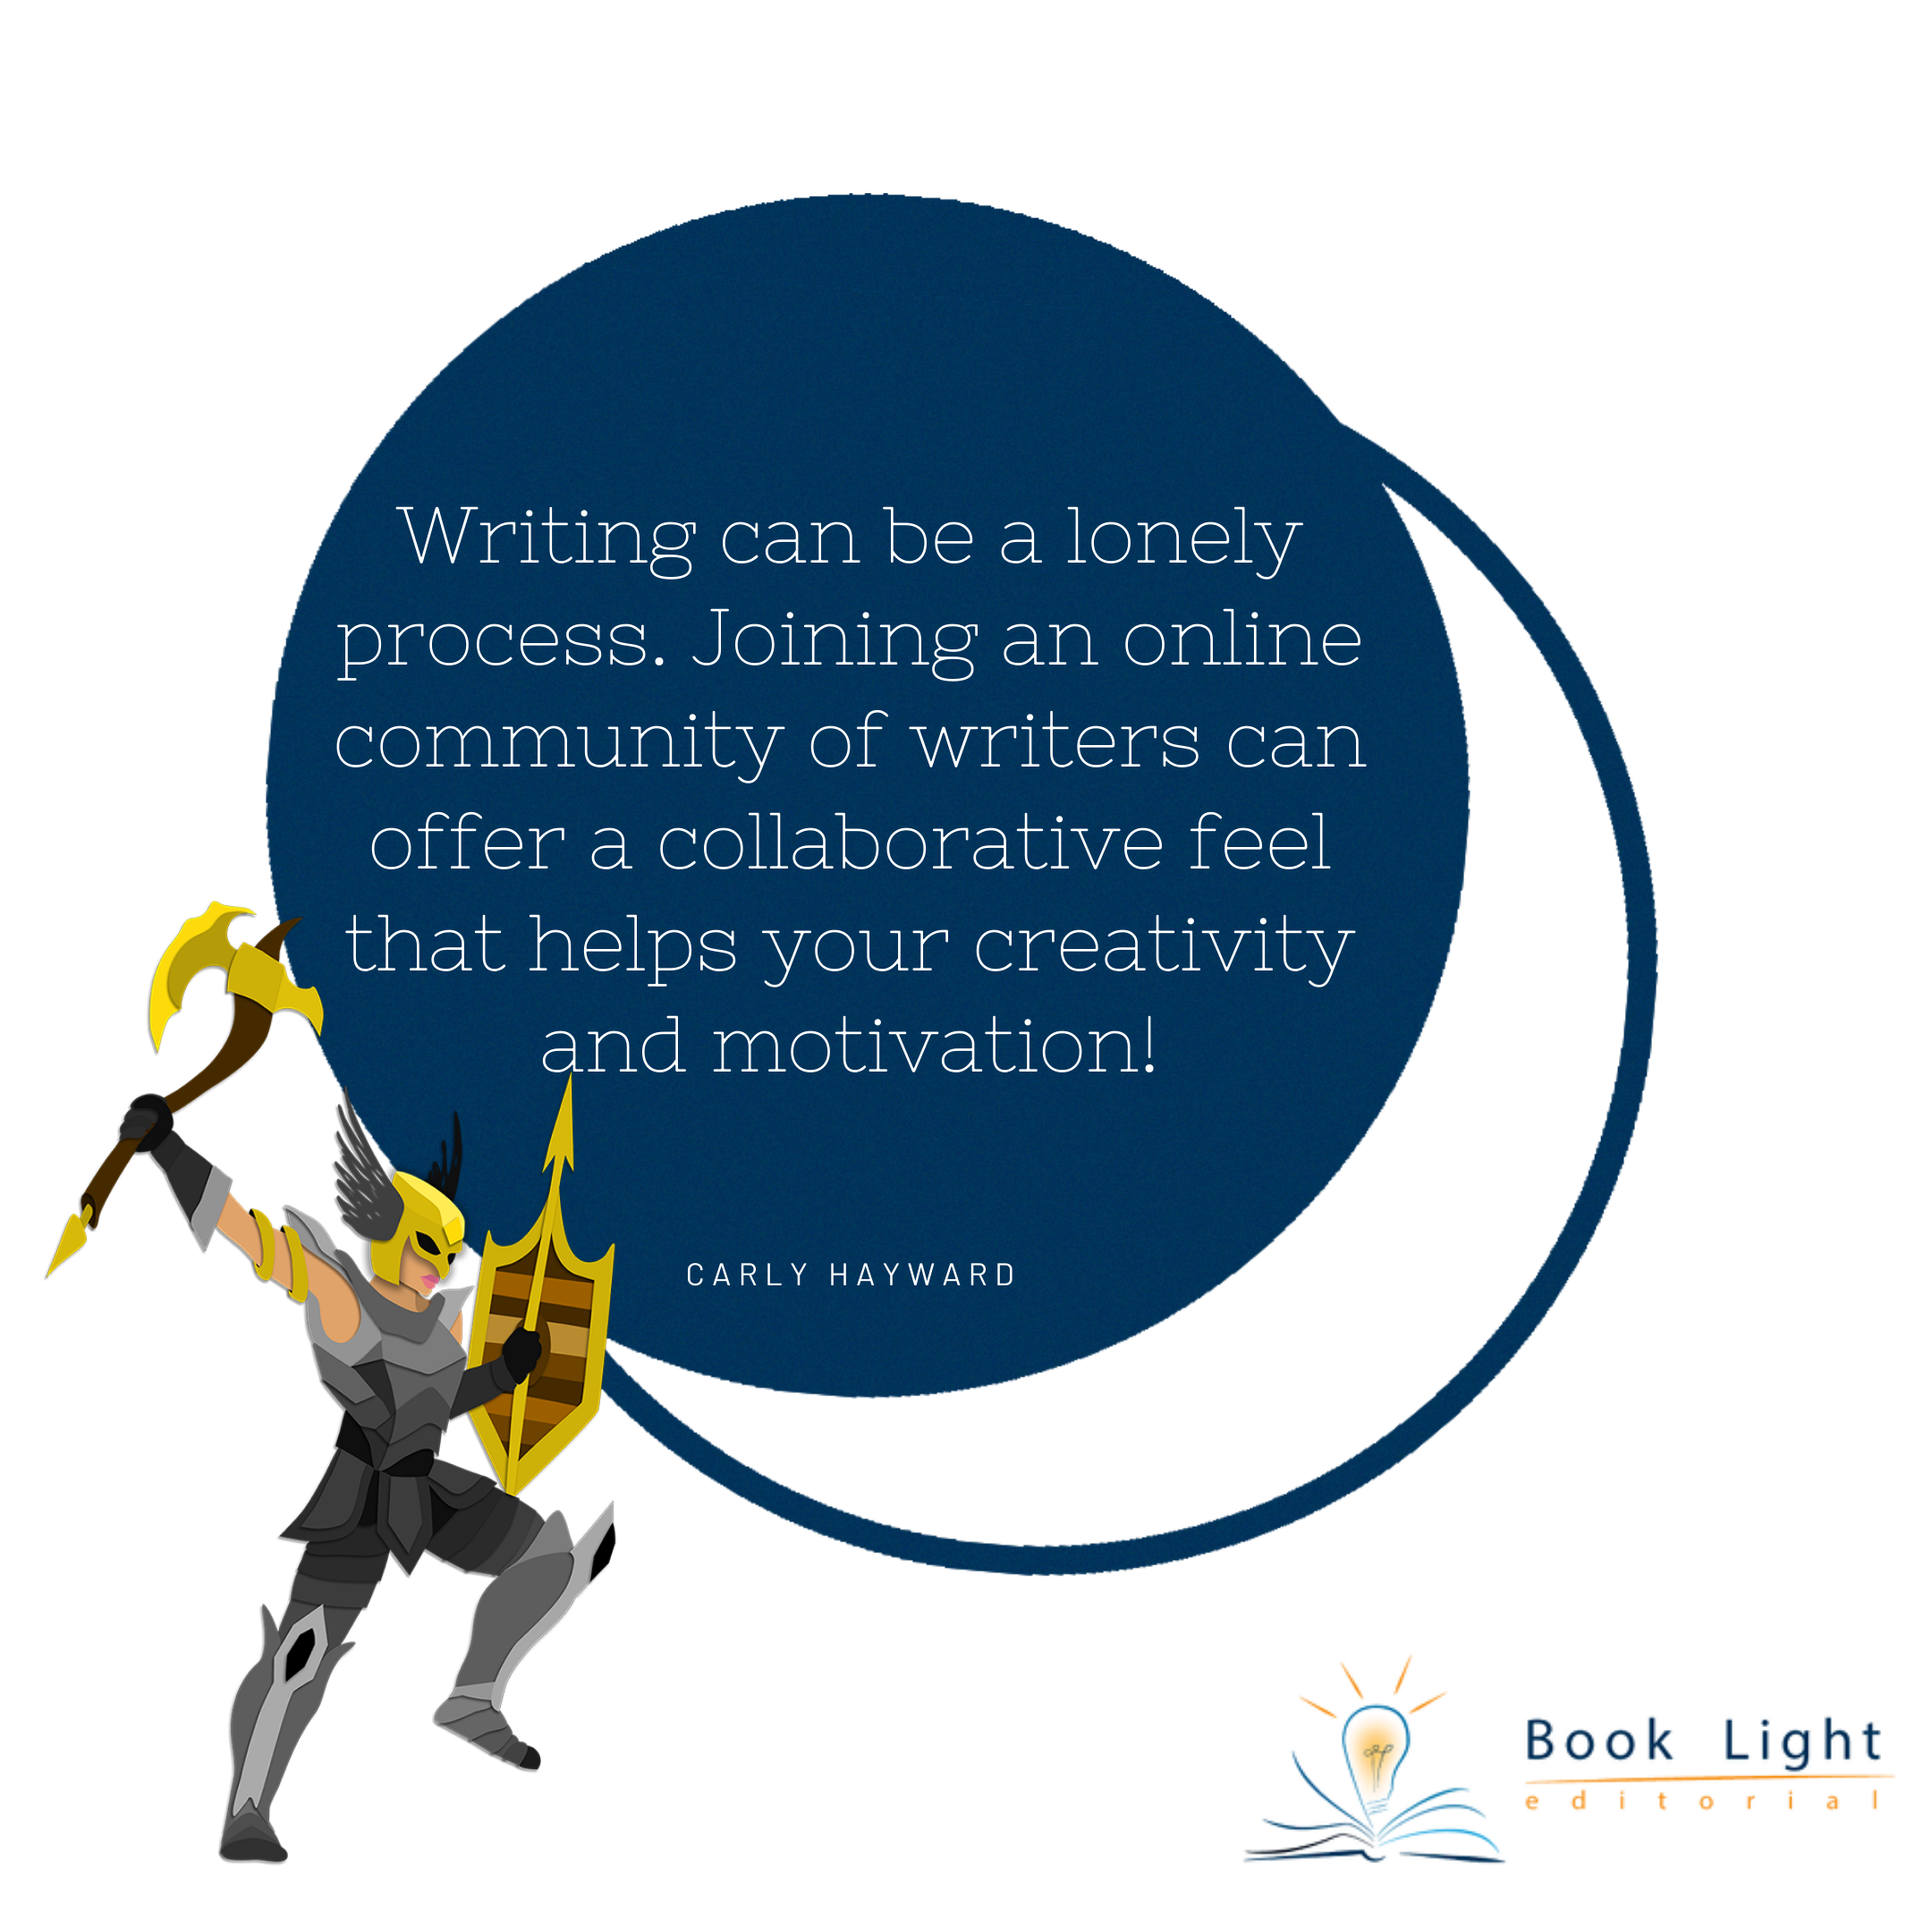 Writing can be a lonely
process. Joining an online
community of writers can
offer a collaborative feel
that helps your creativity
and motivation!
CARLY HAYWARD
Book Light
editorial